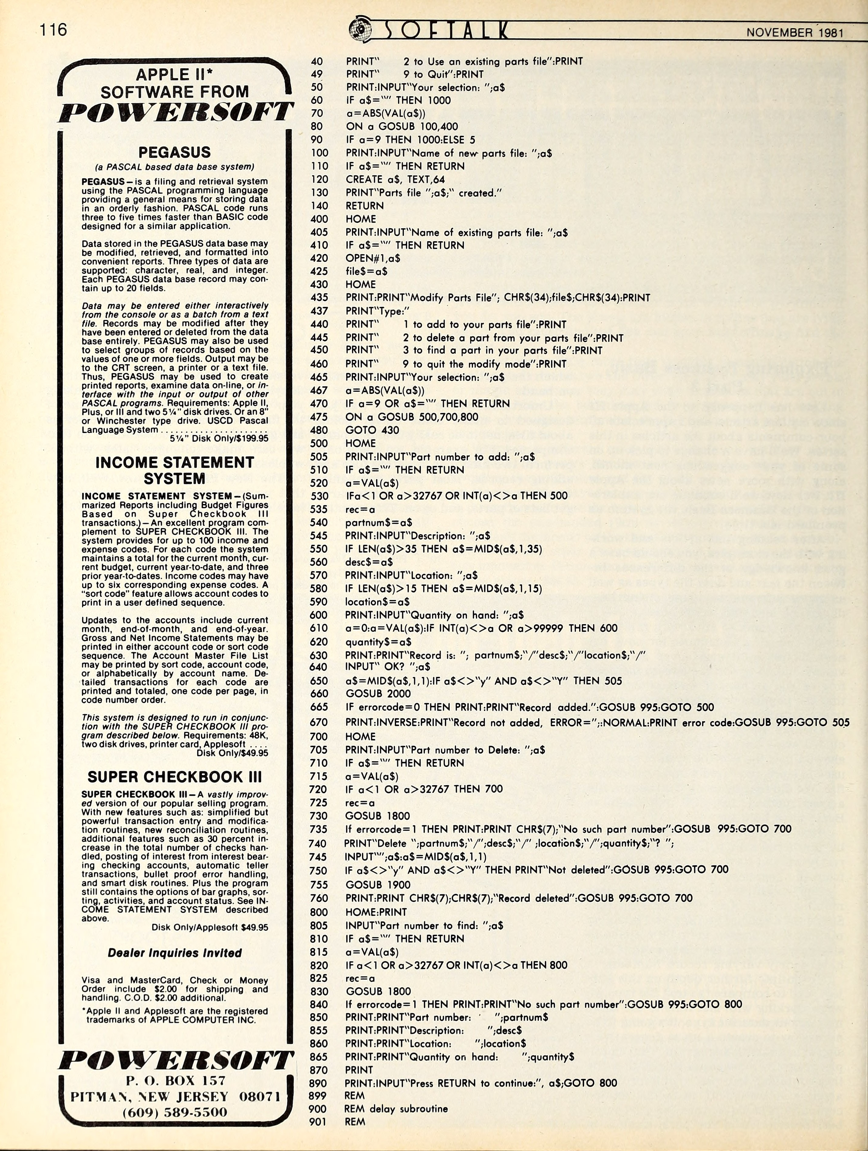 116
SOFTALK
NOVEMBER 1981
APPLE II*
SOFTWARE FROM
POWERSOFT
PEGASUS
(a PASCAL based data base system)
PEGASUS — is a filing and retrieval system
using the PASCAL programming language
providing a general means for storing data
in an orderly fashion. PASCAL code runs
three to five times faster than BASIC code
designed for a similar application.
Data stored in the PEGASUS data base may
be modified, retrieved, and formatted into
convenient reports. Three types of data are
supported: character, real, and integer.
Each PEGASUS data base record may con-
tain up to 20 fields.
Data may be entered either interactively
from the console or as a batch from a text
file. Records may be modified after they
have been entered or deleted from the data
base entirely. PEGASUS may also be used
to select groups of records based on the
values of one or more fields. Output may be
to the CRT screen, a printer or a text file.
Thus, PEGASUS may be used to create
printed reports, examine data on-line, or in-
terface with the input or output of other
PASCAL programs. Requirements: Apple II,
Plus, or III and two 5¼" disk drives. Or an 8"
or Winchester type drive. USCD Pascal
Language System ....................
5¼" Disk Only/$199.95
INCOME STATEMENT
SYSTEM
INCOME STATEMENT SYSTEM — (Sum-
marized Reports including Budget Figures
Based on Super Checkbook III
transactions.) — An excellent program com-
plement to SUPER CHECKBOOK III. The
system provides for up to 100 income and
expense codes. For each code the system
maintains a total for the current month, cur-
rent budget, current year-to-date, and three
prior year-to-dates. Income codes may have
up to six corresponding expense codes. A
"sort code" feature allows account codes to
print in a user defined sequence.
Updates to the accounts include current
month, end-of-month, and end-of-year.
Gross and Net Income Statements may be
printed in either account code or sort code
sequence. The Account Master File List
may be printed by sort code, account code,
or alphabetically by account name. De-
tailed transactions for each code are
printed and totaled, one code per page, in
code number order.
This system is designed to run in conjunc-
tion with the SUPER CHECKBOOK III pro-
gram described below. Requirements: 48K,
two disk drives, printer card, Applesoft ....
Disk Only/$49.95
SUPER CHECKBOOK III
SUPER CHECKBOOK III — A vastly improv-
ed version of our popular selling program.
With new features such as: simplified but
powerful transaction entry and modifica-
tion routines, new reconciliation routines,
additional features such as 30 percent in-
crease in the total number of checks han-
dled, posting of interest from interest bear-
ing checking accounts, automatic teller
transactions, bullet proof error handling,
and smart disk routines. Plus the program
still contains the options of bar graphs, sor-
ting, activities, and account status. See IN-
COME STATEMENT SYSTEM described
above.
Disk Only/Applesoft $49.95
Dealer Inquiries Invited
Visa and MasterCard, Check or Money
Order include $2.00 for shipping and
handling. C.O.D. $2.00 additional.
*Apple II and Applesoft are the registered
trademarks of APPLE COMPUTER INC.
POWERSOFT
P. O. BOX 157
PITMAN, NEW JERSEY 08071
(609) 589-5500
40 PRINT" 2 to Use an existing parts file":PRINT
49 PRINT" 9 to Quit":PRINT
50 PRINT:INPUT"Your selection: ";a$
60 IF a$="" THEN 1000
70 a=ABS(VAL(a$))
80 ON a GOSUB 100,400
90 IF a=9 THEN 1000:ELSE 5
100 PRINT:INPUT"Name of new parts file: ";a$
110 IF a$="" THEN RETURN
120 CREATE a$, TEXT,64
130 PRINT"Parts file ";a$;" created."
140 RETURN
400 HOME
405 PRINT:INPUT"Name of existing parts file: ";a$
410 IF a$="" THEN RETURN
420 OPEN#1,a$
425 file$=a$
430 HOME
435 PRINT:PRINT"Modify Parts File"; CHR$(34);file$;CHR$(34):PRINT
437 PRINT"Type:"
440 PRINT" 1 to add to your parts file":PRINT
445 PRINT" 2 to delete a part from your parts file":PRINT
450 PRINT" 3 to find a part in your parts file":PRINT
460 PRINT" 9 to quit the modify mode":PRINT
465 PRINT:INPUT"Your selection: ";a$
467 a=ABS(VAL(a$))
470 IF a=9 OR a$="" THEN RETURN
475 ON a GOSUB 500,700,800
480 GOTO 430
500 HOME
505 PRINT:INPUT"Part number to add: ";a$
510 IF a$="" THEN RETURN
520 a=VAL(a$)
530 IFa<1 OR a>32767 OR INT(a)<>a THEN 500
535 rec=a
540 partnum$=a$
545 PRINT:INPUT"Description: ";a$
550 IF LEN(a$)>35 THEN a$=MID$(a$,1,35)
560 desc$=a$
570 PRINT:INPUT"Location: ";a$
580 IF LEN(a$)>15 THEN a$=MID$(a$,1,15)
590 location$=a$
600 PRINT:INPUT"Quantity on hand: ";a$
610 a=0:a=VAL(a$):IF INT(a)<>a OR a>99999 THEN 600
620 quantity$=a$
630 PRINT:PRINT"Record is: "; partnum$;"/"desc$;"/"location$;"/"
640 INPUT" OK? ";a$
650 a$=MID$(a$,1,1):IF a$<>"y" AND a$<>"Y" THEN 505
660 GOSUB 2000
665 IF errorcode=0 THEN PRINT:PRINT"Record added.":GOSUB 995:GOTO 500
670 PRINT:INVERSE:PRINT"Record not added, ERROR=";:NORMAL:PRINT error code:GOSUB 995:GOTO 505
700 HOME
705 PRINT:INPUT"Part number to Delete: ";a$
710 IF a$="" THEN RETURN
715 a=VAL(a$)
720 IF a<1 OR a>32767 THEN 700
725 rec=a
730 GOSUB 1800
735 If errorcode=1 THEN PRINT:PRINT CHR$(7);"No such part number":GOSUB 995:GOTO 700
740 PRINT"Delete ";partnum$;"/";desc$;"/" ;location$;"/";quantity$;"? ";
745 INPUT"";a$:a$=MID$(a$,1,1)
750 IF a$<>"y" AND a$<>"Y" THEN PRINT"Not deleted":GOSUB 995:GOTO 700
755 GOSUB 1900
760 PRINT:PRINT CHR$(7);CHR$(7);"Record deleted":GOSUB 995:GOTO 700
800 HOME:PRINT
805 INPUT"Part number to find: ";a$
810 IF a$="" THEN RETURN
815 a=VAL(a$)
820 IF a<1 OR a>32767 OR INT(a)<>a THEN 800
825 rec=a
830 GOSUB 1800
840 If errorcode=1 THEN PRINT:PRINT"No such part number":GOSUB 995:GOTO 800
850 PRINT:PRINT"Part number: ";partnum$
855 PRINT:PRINT"Description: ";desc$
860 PRINT:PRINT"Location: ";location$
865 PRINT:PRINT"Quantity on hand: ";quantity$
870 PRINT
890 PRINT:INPUT"Press RETURN to continue:", a$;GOTO 800
899 REM
900 REM delay subroutine
901 REM